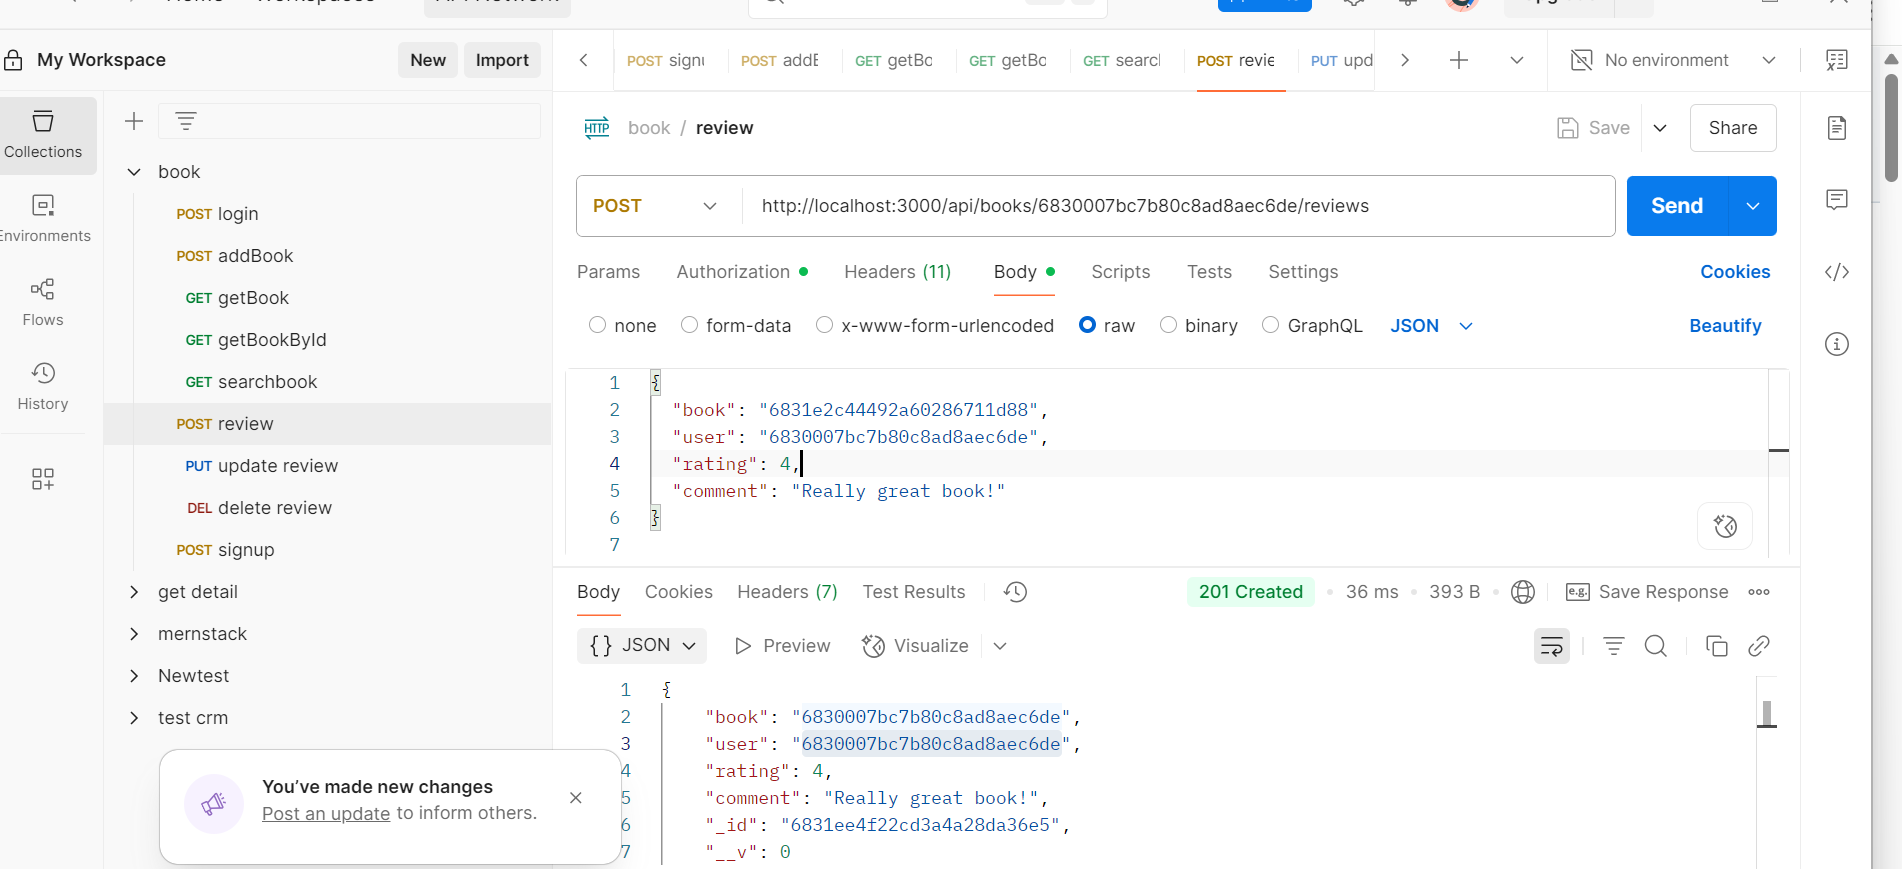 My Workspace
New
Import
POST signu
POST addB
GET getBo
GET getBo
GET searcl
POST revie
PUT upd
No environment
Collections
Environments
Flows
History
book
POST login
POST addBook
GET getBook
GET getBookById
GET searchbook
POST review
PUT update review
DEL delete review
POST signup
get detail
mernstack
Newtest
test crm
You've made new changes
Post an update to inform others.
HTTP book / review
Save
Share
POST
http://localhost:3000/api/books/6830007bc7b80c8ad8aec6de/reviews
Send
Params Authorization Headers (11) Body Scripts Tests Settings
Cookies
none form-data x-www-form-urlencoded raw binary GraphQL JSON
Beautify
1 {
2 "book": "6831e2c44492a60286711d88",
3 "user": "6830007bc7b80c8ad8aec6de",
4 "rating": 4,
5 "comment": "Really great book!"
6 }
7
Body Cookies Headers (7) Test Results
201 Created • 36 ms • 393 B
e.g. Save Response
{} JSON Preview Visualize
1 {
2 "book": "6830007bc7b80c8ad8aec6de",
3 "user": "6830007bc7b80c8ad8aec6de",
4 "rating": 4,
5 "comment": "Really great book!",
6 "_id": "6831ee4f22cd3a4a28da36e5",
7 "__v": 0